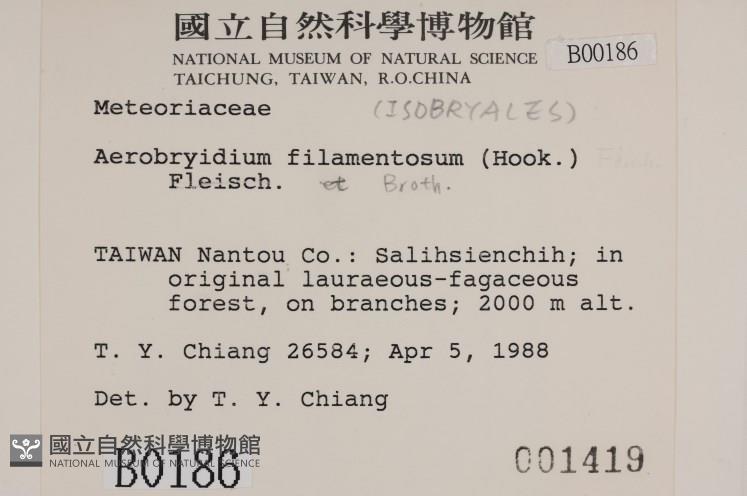 國立自然科學博物館
NATIONAL MUSEUM OF NATURAL SCIENCE
TAICHUNG, TAIWAN, R.O.CHINA
B00186
Meteoriaceae (ISOBRYALES)
Aerobryidium filamentosum (Hook.) Fleisch.
Fleisch. et Broth.
TAIWAN Nantou Co.: Salihsienchih; in
original lauraeous-fagaceous
forest, on branches; 2000 m alt.
T. Y. Chiang 26584; Apr 5, 1988
Det. by T. Y. Chiang
國立自然科學博物館
NATIONAL MUSEUM OF NATURAL SCIENCE
B0186
001419